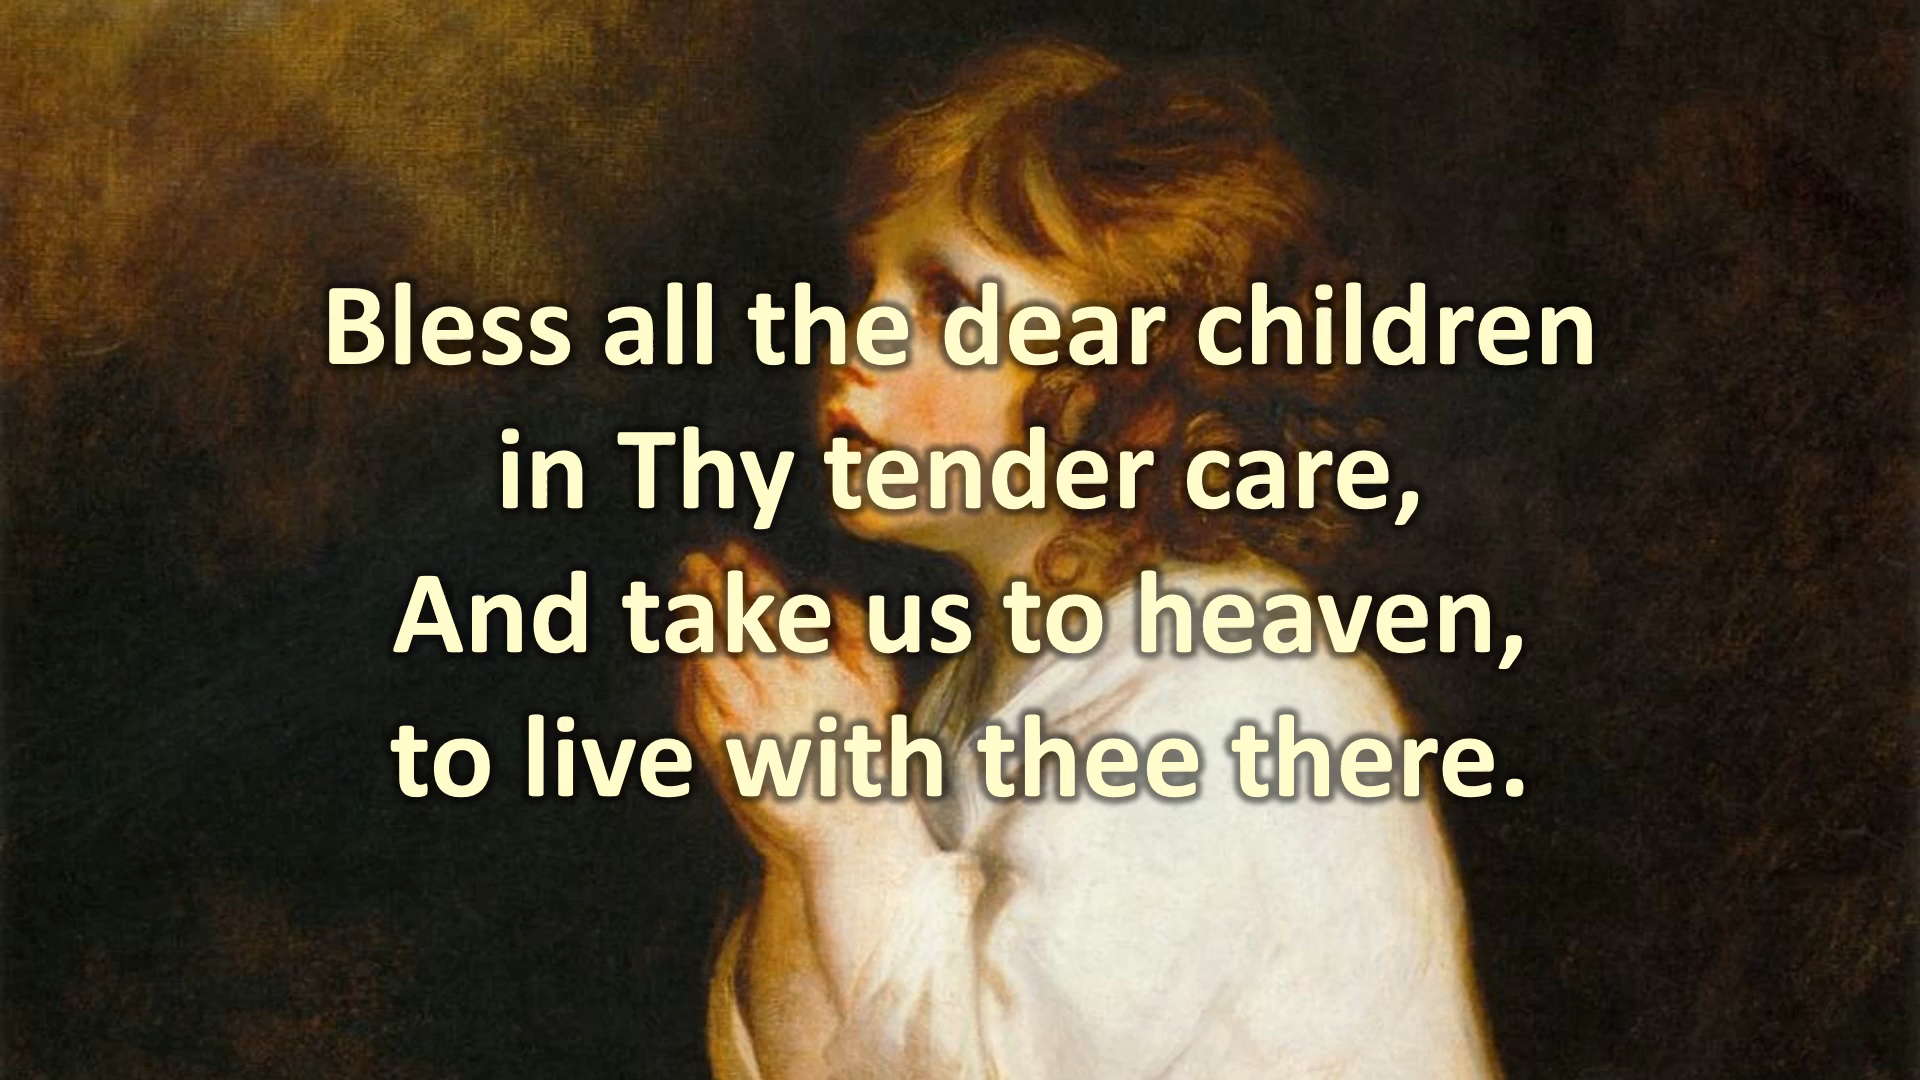 Bless all the dear children
in Thy tender care,
And take us to heaven,
to live with thee there.